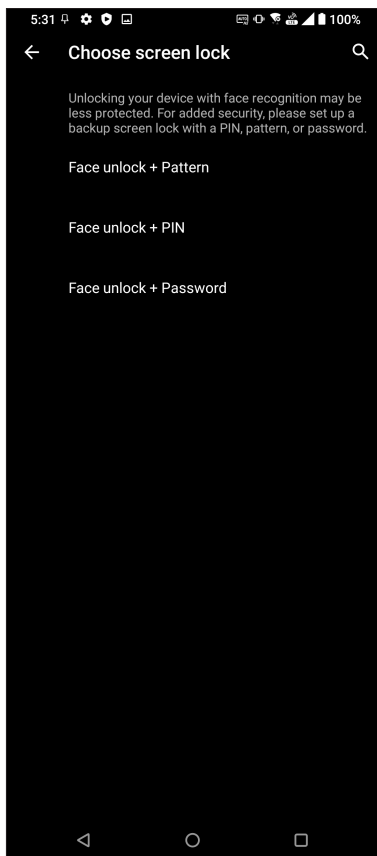 5:31 100%
Choose screen lock
Unlocking your device with face recognition may be
less protected. For added security, please set up a
backup screen lock with a PIN, pattern, or password.
Face unlock + Pattern
Face unlock + PIN
Face unlock + Password